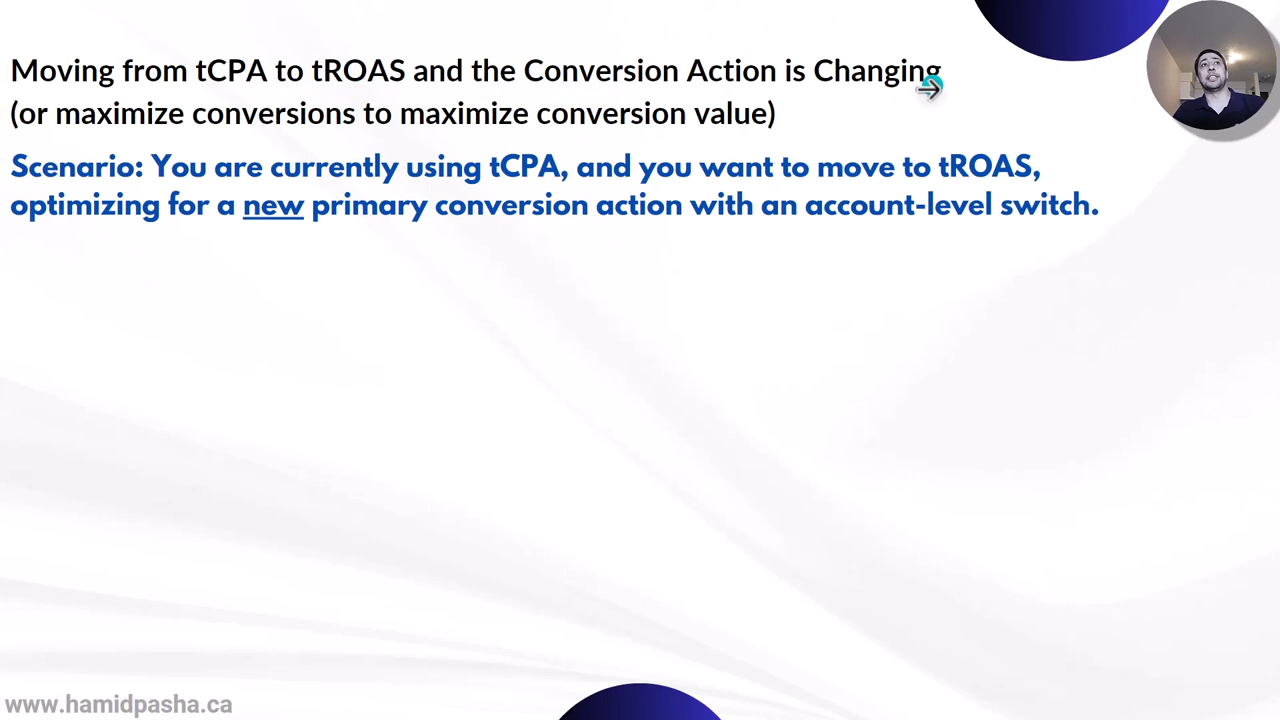 Moving from tCPA to tROAS and the Conversion Action is Changing
(or maximize conversions to maximize conversion value)
Scenario: You are currently using tCPA, and you want to move to tROAS,
optimizing for a new primary conversion action with an account-level switch.
www.hamidpasha.ca